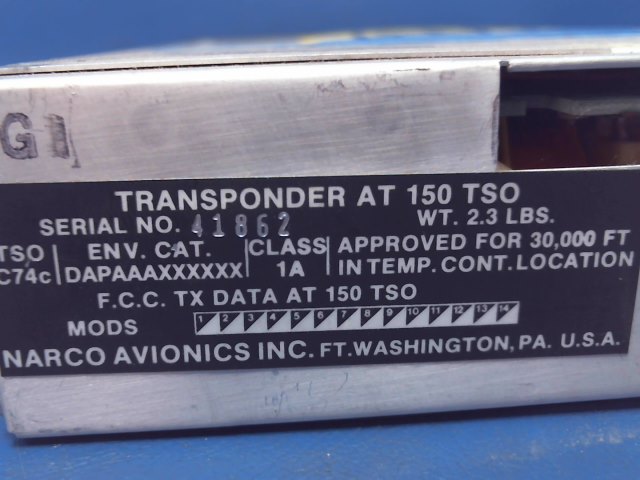 GI
TRANSPONDER AT 150 TSO
SERIAL NO. 41862 WT. 2.3 LBS.
TSO ENV. CAT. CLASS APPROVED FOR 30,000 FT
C74c DAPAAAXXXXXX 1A IN TEMP. CONT. LOCATION
F.C.C. TX DATA AT 150 TSO
MODS 1 2 3 4 5 6 7 8 9 10 11 12 13 14
NARCO AVIONICS INC. FT. WASHINGTON, PA. U.S.A.